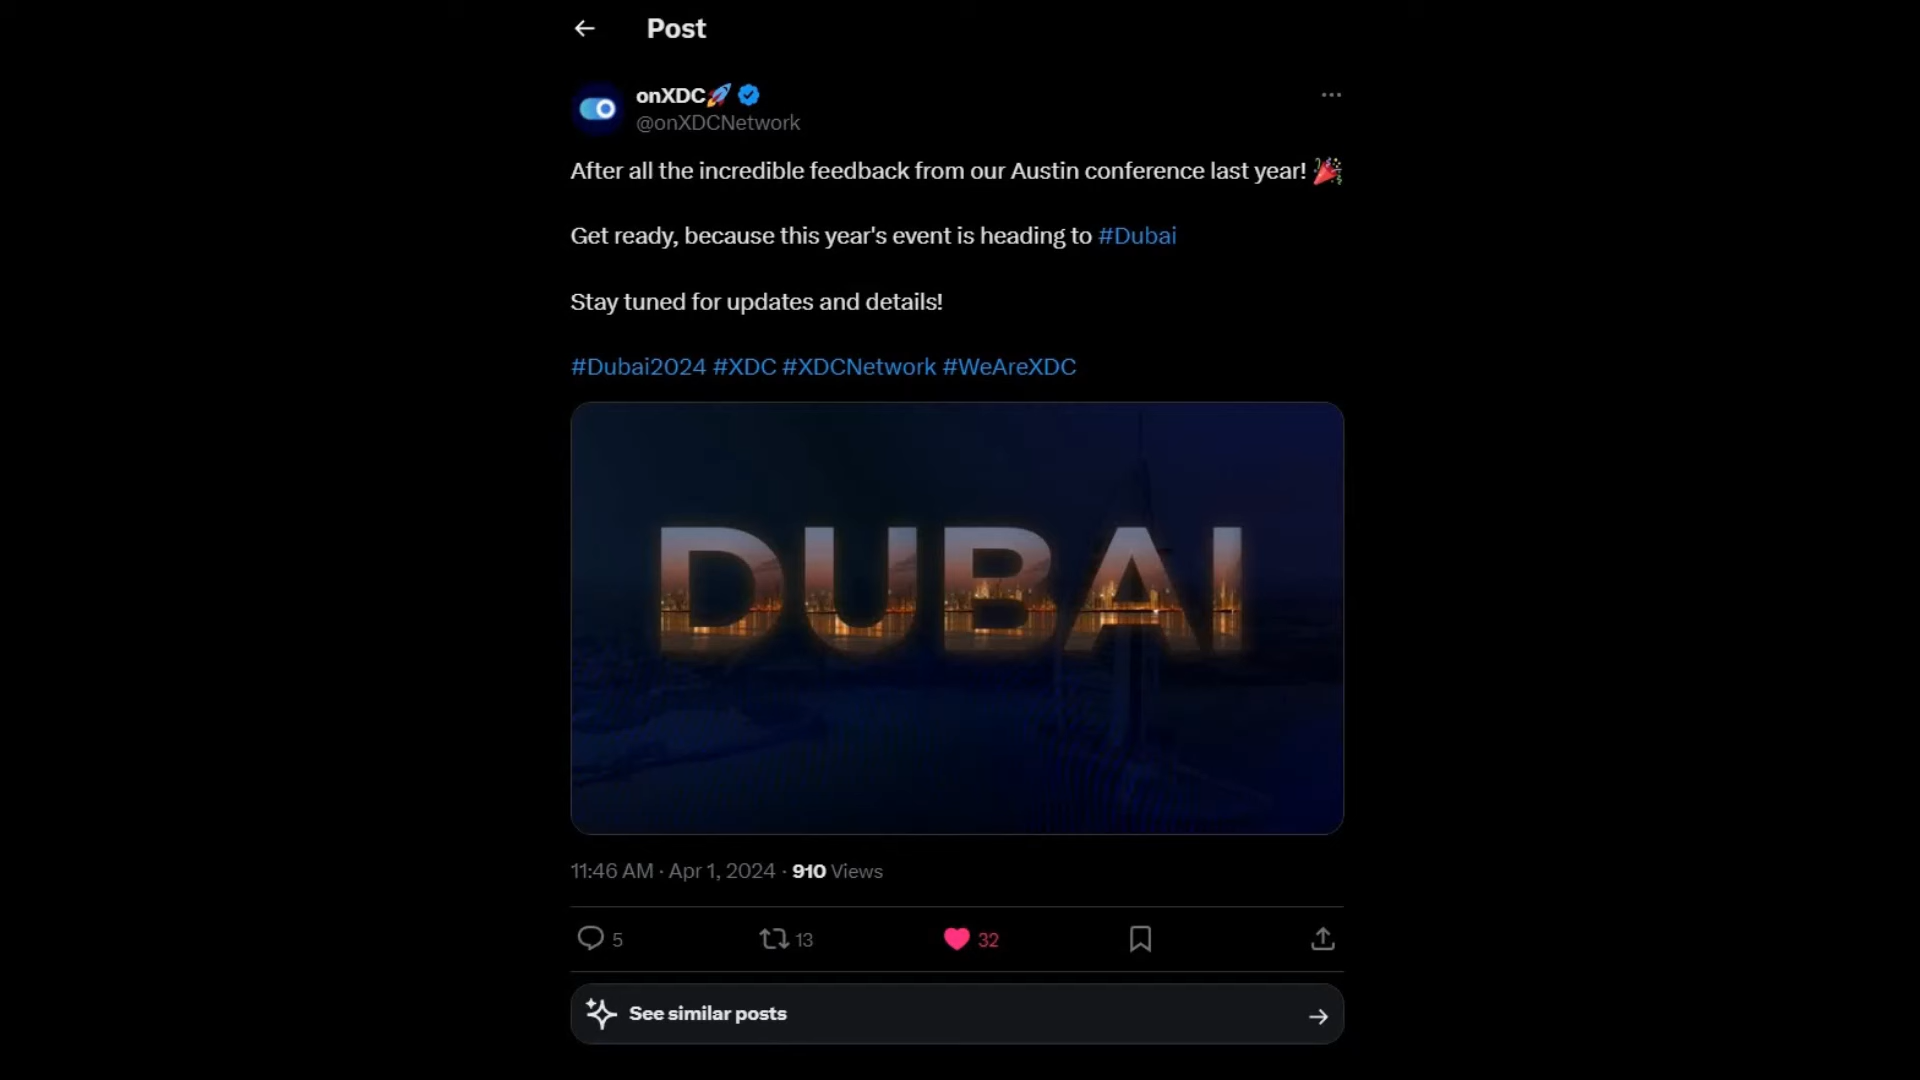 Post
onXDC🚀
@onXDCNetwork
After all the incredible feedback from our Austin conference last year! 🎉
Get ready, because this year's event is heading to #Dubai
Stay tuned for updates and details!
#Dubai2024 #XDC #XDCNetwork #WeAreXDC
DUBAI
11:46 AM · Apr 1, 2024 · 910 Views
5 13 32
See similar posts